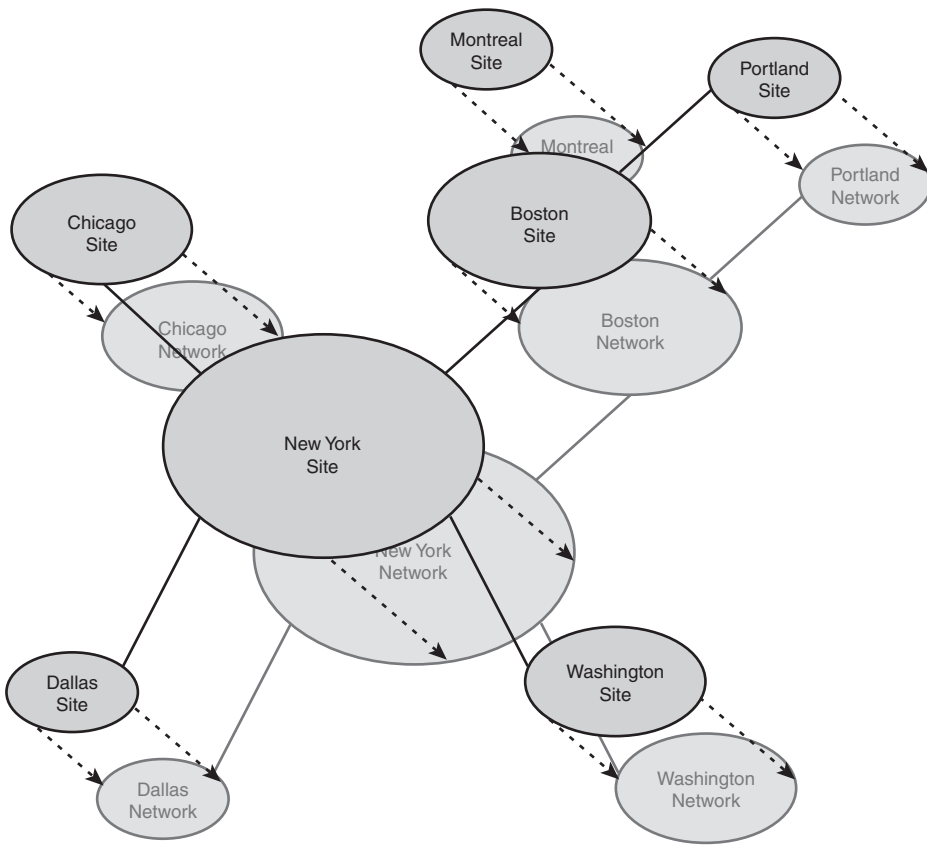 Montreal
Site
Portland
Site
Montreal
Portland
Network
Chicago
Site
Boston
Site
Chicago
Network
Boston
Network
New York
Site
New York
Network
Dallas
Site
Washington
Site
Dallas
Network
Washington
Network